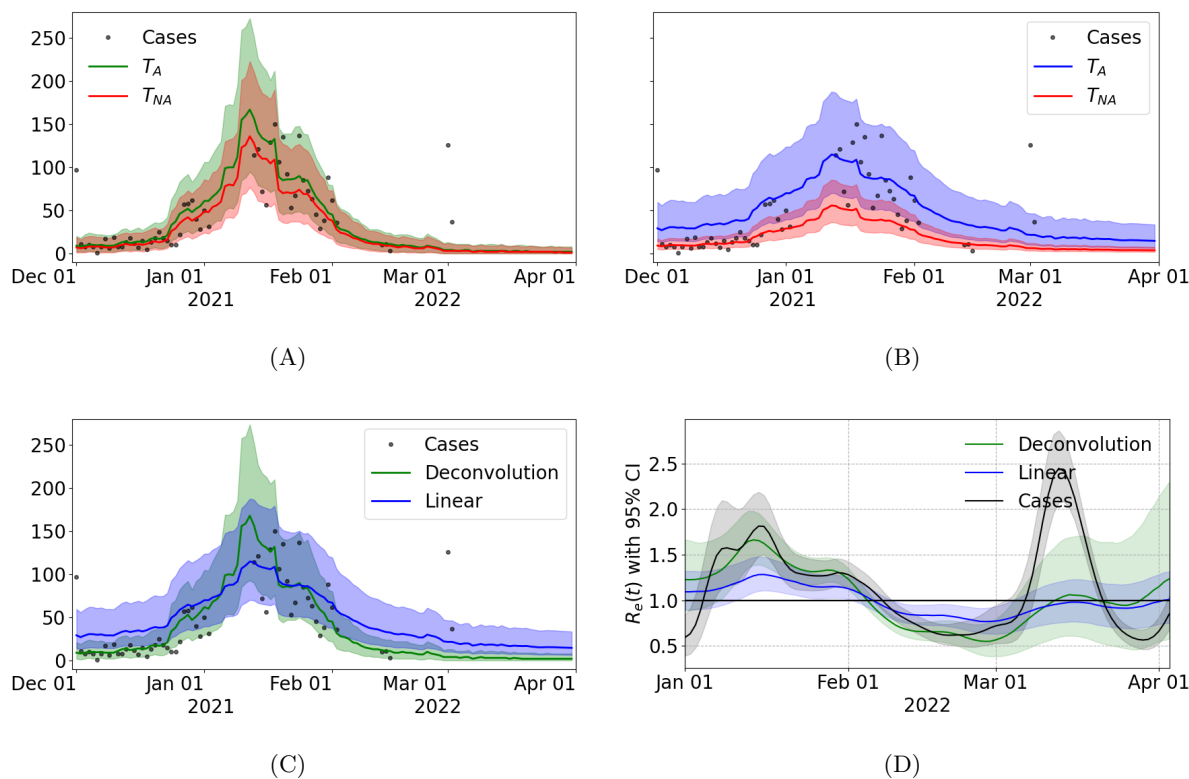 250
200
150
100
50
0
Cases
T_A
T_NA
Dec 01 Jan 01 Feb 01 Mar 01 Apr 01
2021 2022
(A)
Cases
T_A
T_NA
Dec 01 Jan 01 Feb 01 Mar 01 Apr 01
2021 2022
(B)
250
200
150
100
50
0
Cases
Deconvolution
Linear
Dec 01 Jan 01 Feb 01 Mar 01 Apr 01
2021 2022
(C)
R_e(t) with 95% CI
2.5
2.0
1.5
1.0
0.5
Deconvolution
Linear
Cases
Jan 01 Feb 01 Mar 01 Apr 01
2022
(D)